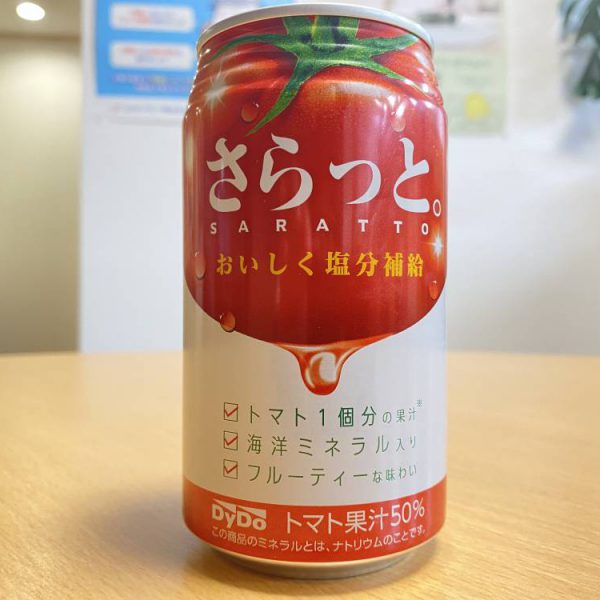 さらっと。
SARATTO
おいしく塩分補給
トマト1個分の果汁※
海洋ミネラル入り
フルーティーな味わい
DyDo トマト果汁50%
この商品のミネラルとは、ナトリウムのことです。